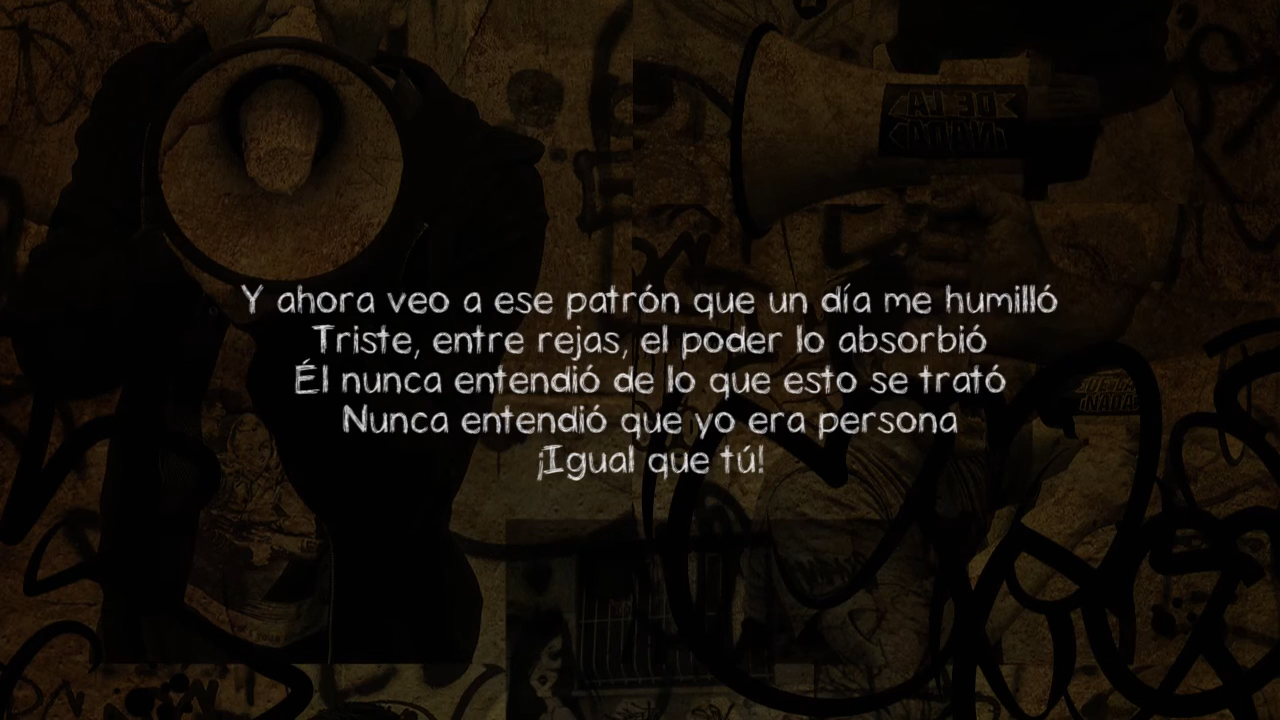 Y ahora veo a ese patrón que un día me humilló
Triste, entre rejas, el poder lo absorbió
Él nunca entendió de lo que esto se trató
Nunca entendió que yo era persona
¡Igual que tú!